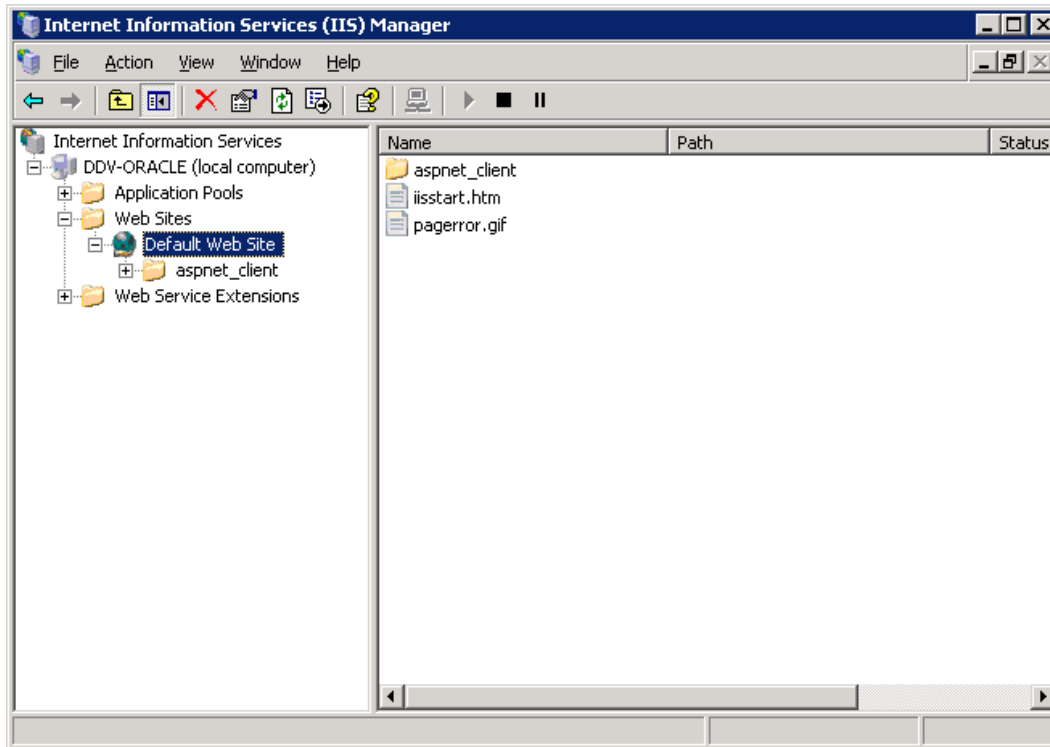 Internet Information Services (IIS) Manager
File Action View Window Help
Internet Information Services
DDV-ORACLE (local computer)
Application Pools
Web Sites
Default Web Site
aspnet_client
Web Service Extensions
Name Path Status
aspnet_client
iisstart.htm
pagerror.gif